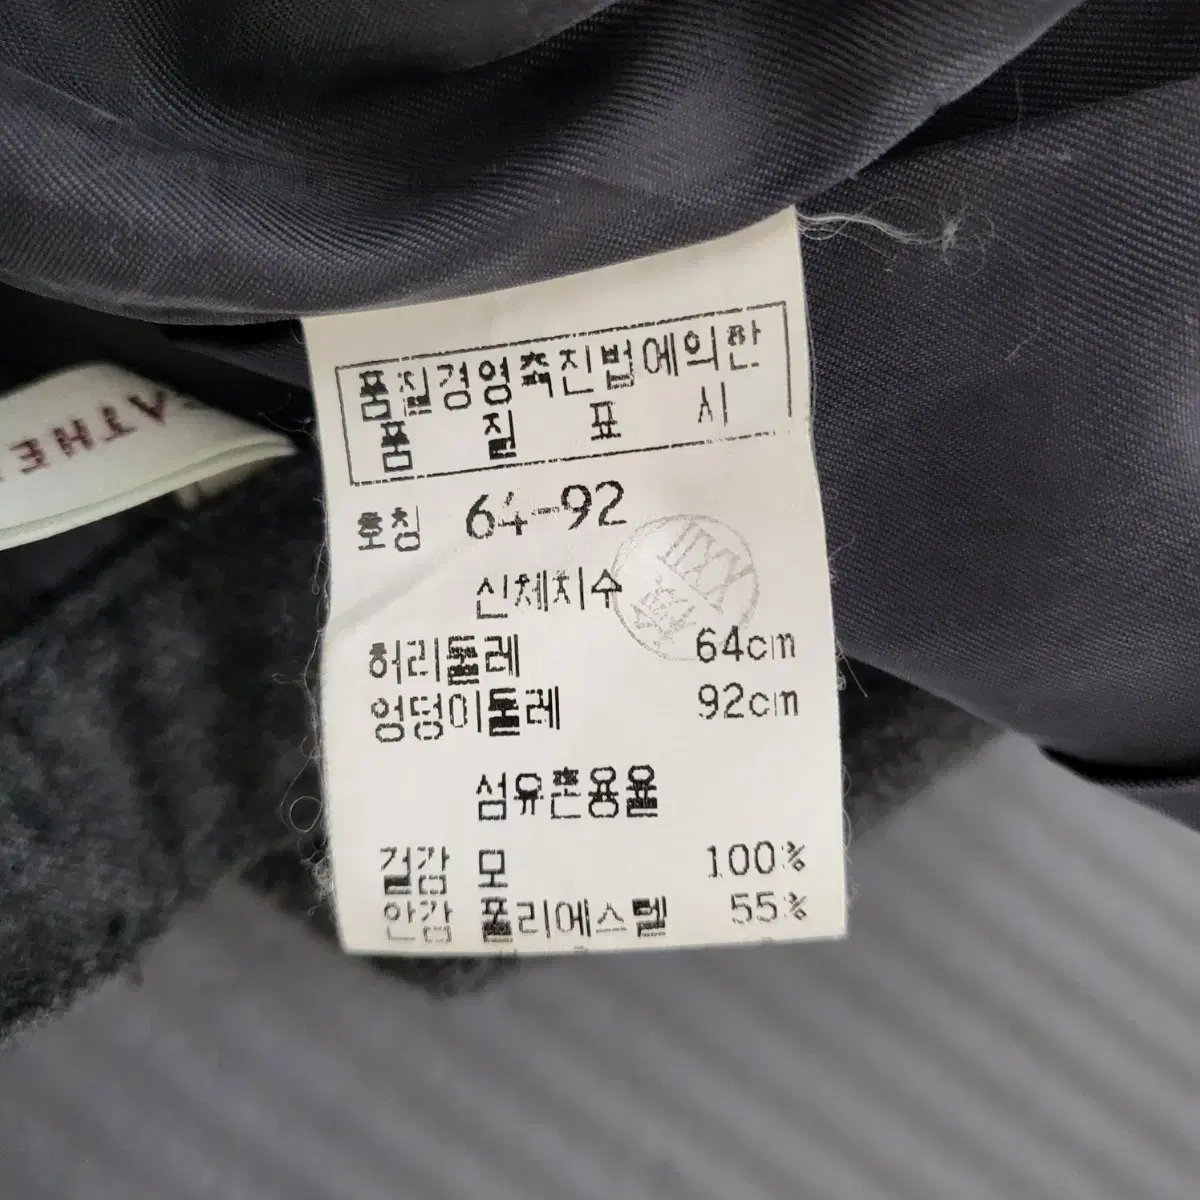 품질경영촉진법에의한
품 질 표 시
호칭 64-92
신체치수
허리둘레 64cm
엉덩이둘레 92cm
섬유혼용율
겉감 모 100%
안감 폴리에스텔 55%
ATHE